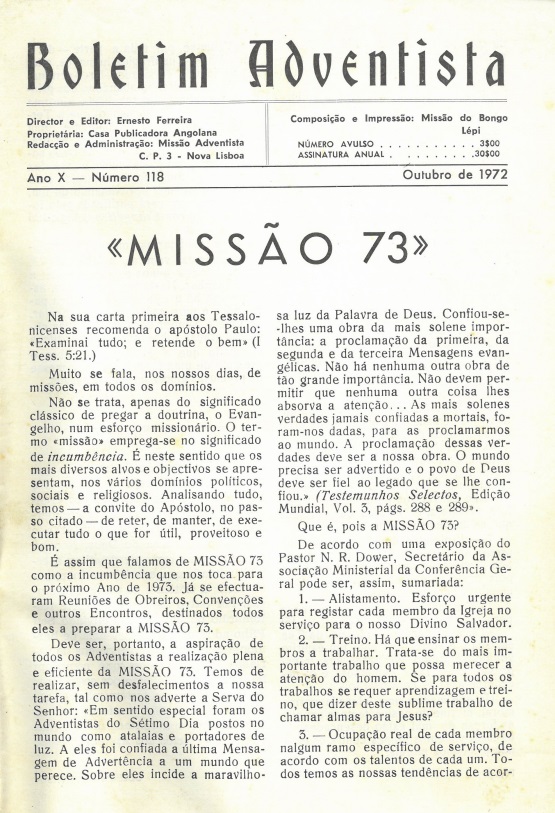 Boletim Adventista
Director e Editor: Ernesto Ferreira
Proprietária: Casa Publicadora Angolana
Redacção e Administração: Missão Adventista
C. P. 3 - Nova Lisboa
Composição e Impressão: Missão do Bongo
Lépi
NÚMERO AVULSO . . . . . . . . . . . 3$00
ASSINATURA ANUAL . . . . . . . . . .30$00
Ano X — Número 118
Outubro de 1972
«MISSÃO 73»
Na sua carta primeira aos Tessalo-
nicenses recomenda o apóstolo Paulo:
«Examinai tudo; e retende o bem» (I
Tess. 5:21.)
Muito se fala, nos nossos dias, de
missões, em todos os domínios.
Não se trata, apenas do significado
clássico de pregar a doutrina, o Evan-
gelho, num esforço missionário. O ter-
mo «missão» emprega-se no significado
de incumbência. É neste sentido que os
mais diversos alvos e objectivos se apre-
sentam, nos vários domínios políticos,
sociais e religiosos. Analisando tudo,
temos — a convite do Apóstolo, no pas-
so citado — de reter, de manter, de exe-
cutar tudo o que for útil, proveitoso e
bom.
É assim que falamos de MISSÃO 73
como a incumbência que nos toca para
o próximo Ano de 1973. Já se efectua-
ram Reuniões de Obreiros, Convenções
e outros Encontros, destinados todos
eles a preparar a MISSÃO 73.
Deve ser, portanto, a aspiração de
todos os Adventistas a realização plena
e eficiente da MISSÃO 73. Temos de
realizar, sem desfalecimentos a nossa
tarefa, tal como nos adverte a Serva do
Senhor: «Em sentido especial foram os
Adventistas do Sétimo Dia postos no
mundo como atalaias e portadores de
luz. A eles foi confiada a última Mensa-
gem de Advertência a um mundo que
perece. Sobre eles incide a maravilho-
sa luz da Palavra de Deus. Confiou-se-
-lhes uma obra da mais solene impor-
tância: a proclamação da primeira, da
segunda e da terceira Mensagens evan-
gélicas. Não há nenhuma outra obra de
tão grande importância. Não devem per-
mitir que nenhuma outra coisa lhes
absorva a atenção... As mais solenes
verdades jamais confiadas a mortais, fo-
ram-nos dadas, para as proclamarmos
ao mundo. A proclamação dessas ver-
dades deve ser a nossa obra. O mundo
precisa ser advertido e o povo de Deus
deve ser fiel ao legado que se lhe con-
fiou.» (Testemunhos Selectos, Edição
Mundial, Vol. 3, págs. 288 e 289».
Que é, pois a MISSÃO 73?
De acordo com uma exposição do
Pastor N. R. Dower, Secretário da As-
sociação Ministerial da Conferência Ge-
ral pode ser, assim, sumariada:
1. — Alistamento. Esforço urgente
para registar cada membro da Igreja no
serviço para o nosso Divino Salvador.
2. — Treino. Há que ensinar os mem-
bros a trabalhar. Trata-se do mais im-
portante trabalho que possa merecer a
atenção do homem. Se para todos os
trabalhos se requer aprendizagem e trei-
no, que dizer deste sublime trabalho de
chamar almas para Jesus?
3. — Ocupação real de cada membro
nalgum ramo específico de serviço, de
acordo com os talentos de cada um. To-
dos temos as nossas tendências de acor-